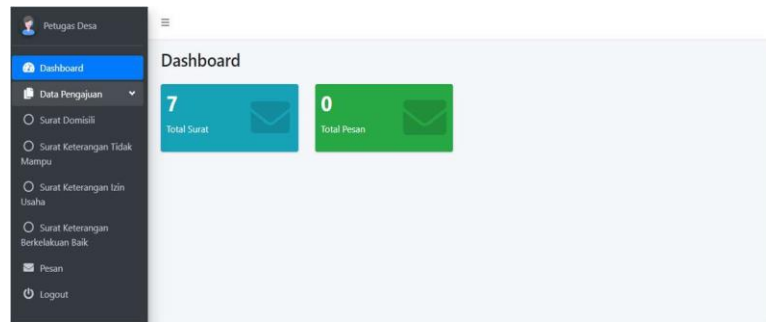 Petugas Desa
Dashboard
Data Pengajuan
Surat Domisili
Surat Keterangan Tidak
Mampu
Surat Keterangan Izin
Usaha
Surat Keterangan
Berkelakuan Baik
Pesan
Logout
Dashboard
7
Total Surat
0
Total Pesan